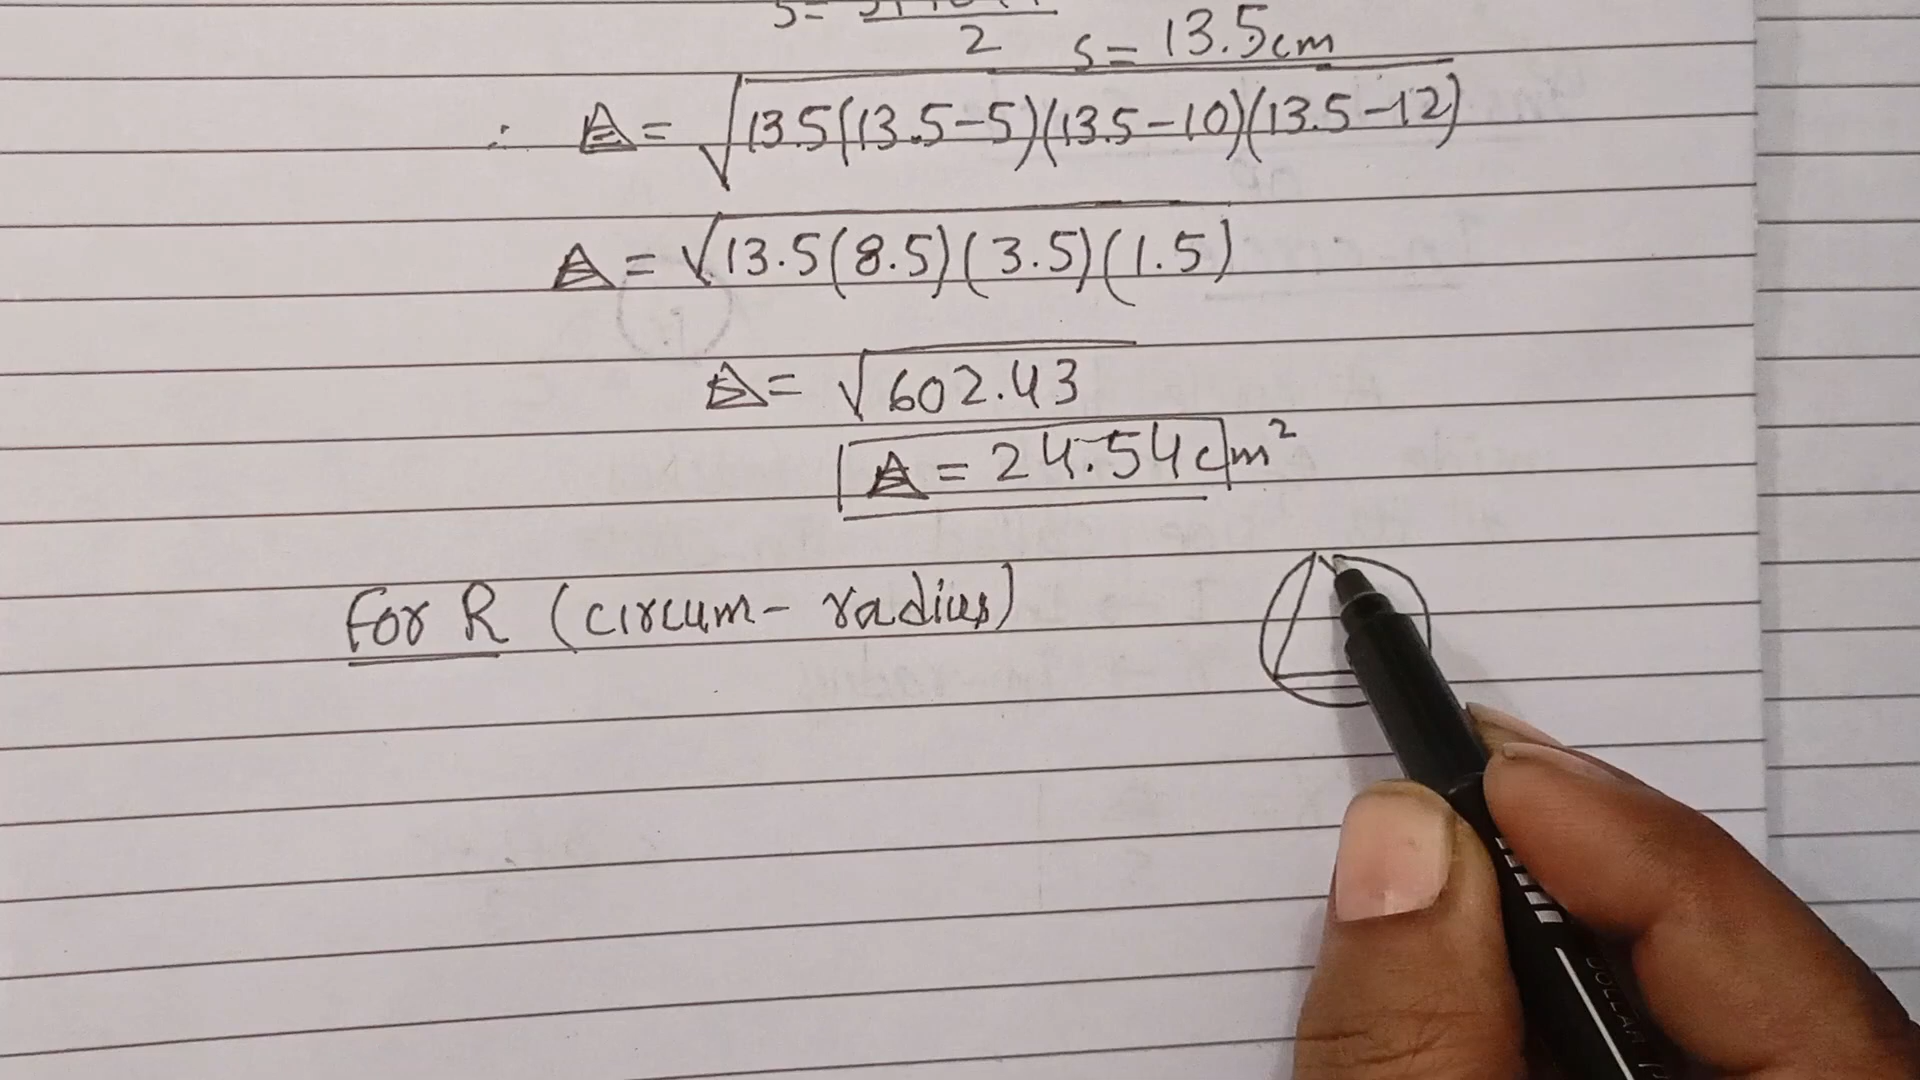 2 S = 13.5cm
∴ Δ = √13.5(13.5-5)(13.5-10)(13.5-12)
Δ = √13.5(8.5)(3.5)(1.5)
Δ = √602.43
Δ = 24.54cm²
For R (circum- radius)
DOLLAR